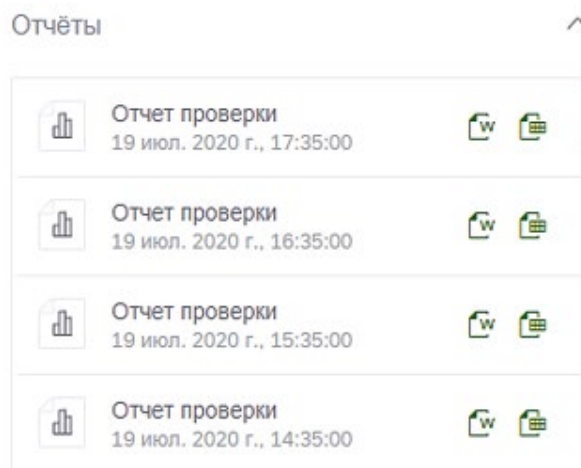 Отчёты
Отчет проверки
19 июл. 2020 г., 17:35:00
Отчет проверки
19 июл. 2020 г., 16:35:00
Отчет проверки
19 июл. 2020 г., 15:35:00
Отчет проверки
19 июл. 2020 г., 14:35:00